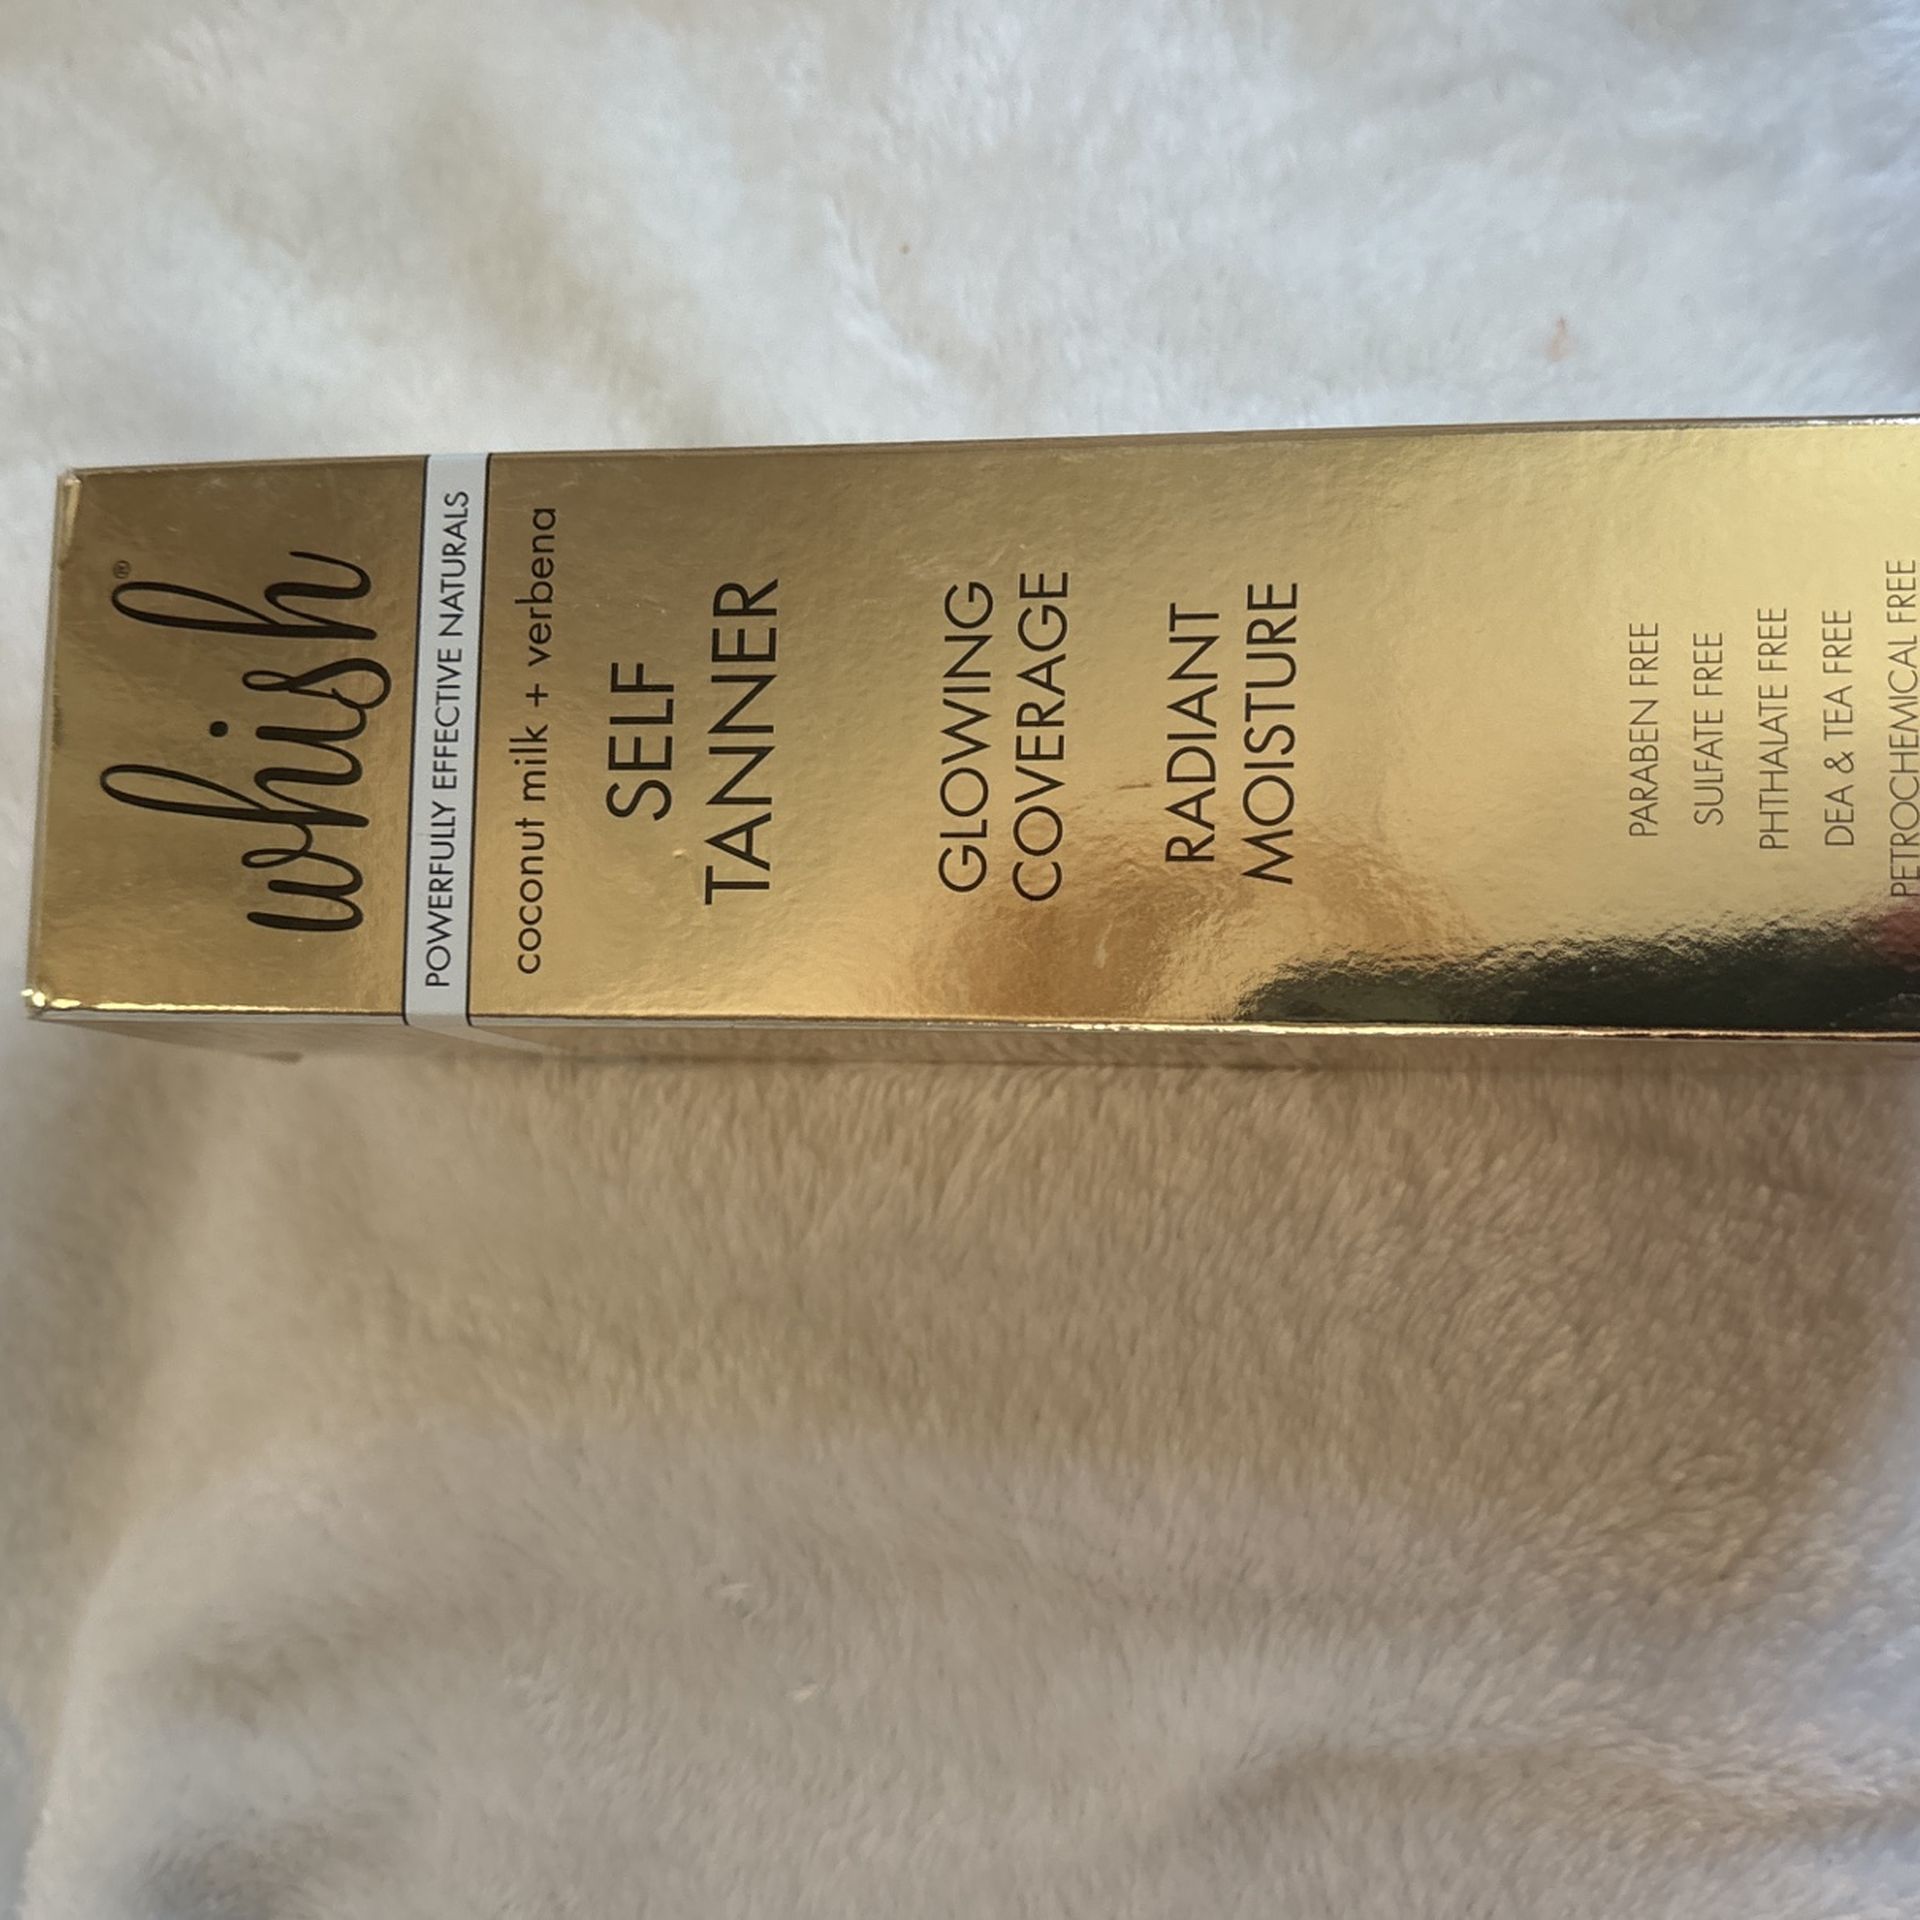 whish®
POWERFULLY EFFECTIVE NATURALS
coconut milk + verbena
SELF
TANNER
GLOWING
COVERAGE
RADIANT
MOISTURE
PARABEN FREE
SULFATE FREE
PHTHALATE FREE
DEA & TEA FREE
PETROCHEMICAL FREE